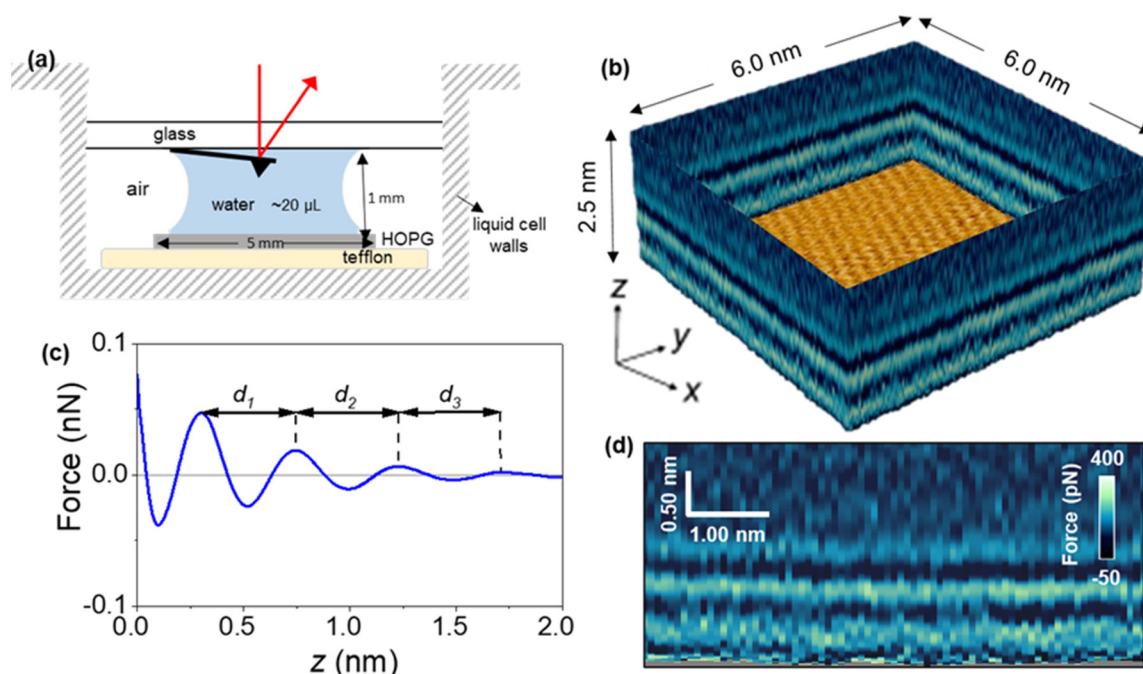 (a)
glass
air
water ~20 μL
1 mm
5 mm
HOPG
tefflon
liquid cell
walls
(b)
6.0 nm
6.0 nm
2.5 nm
z
y
x
(c)
0.1
0.0
-0.1
Force (nN)
d1
d2
d3
0.0
0.5
1.0
1.5
2.0
z (nm)
(d)
0.50 nm
1.00 nm
Force (pN)
400
-50